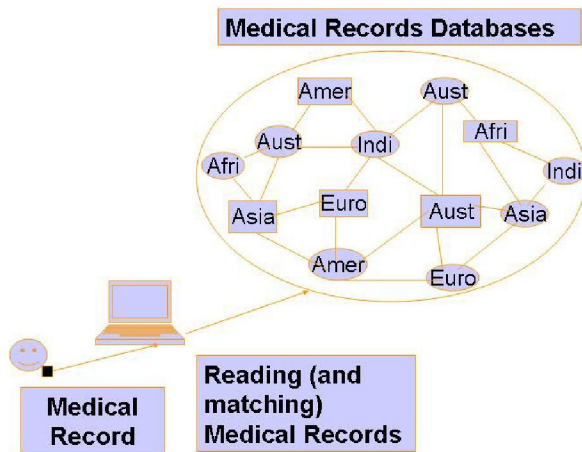 Medical Records Databases
Amer
Aust
Aust
Afri
Afri
Indi
Indi
Asia
Euro
Aust
Asia
Amer
Euro
Medical
Record
Reading (and
matching)
Medical Records